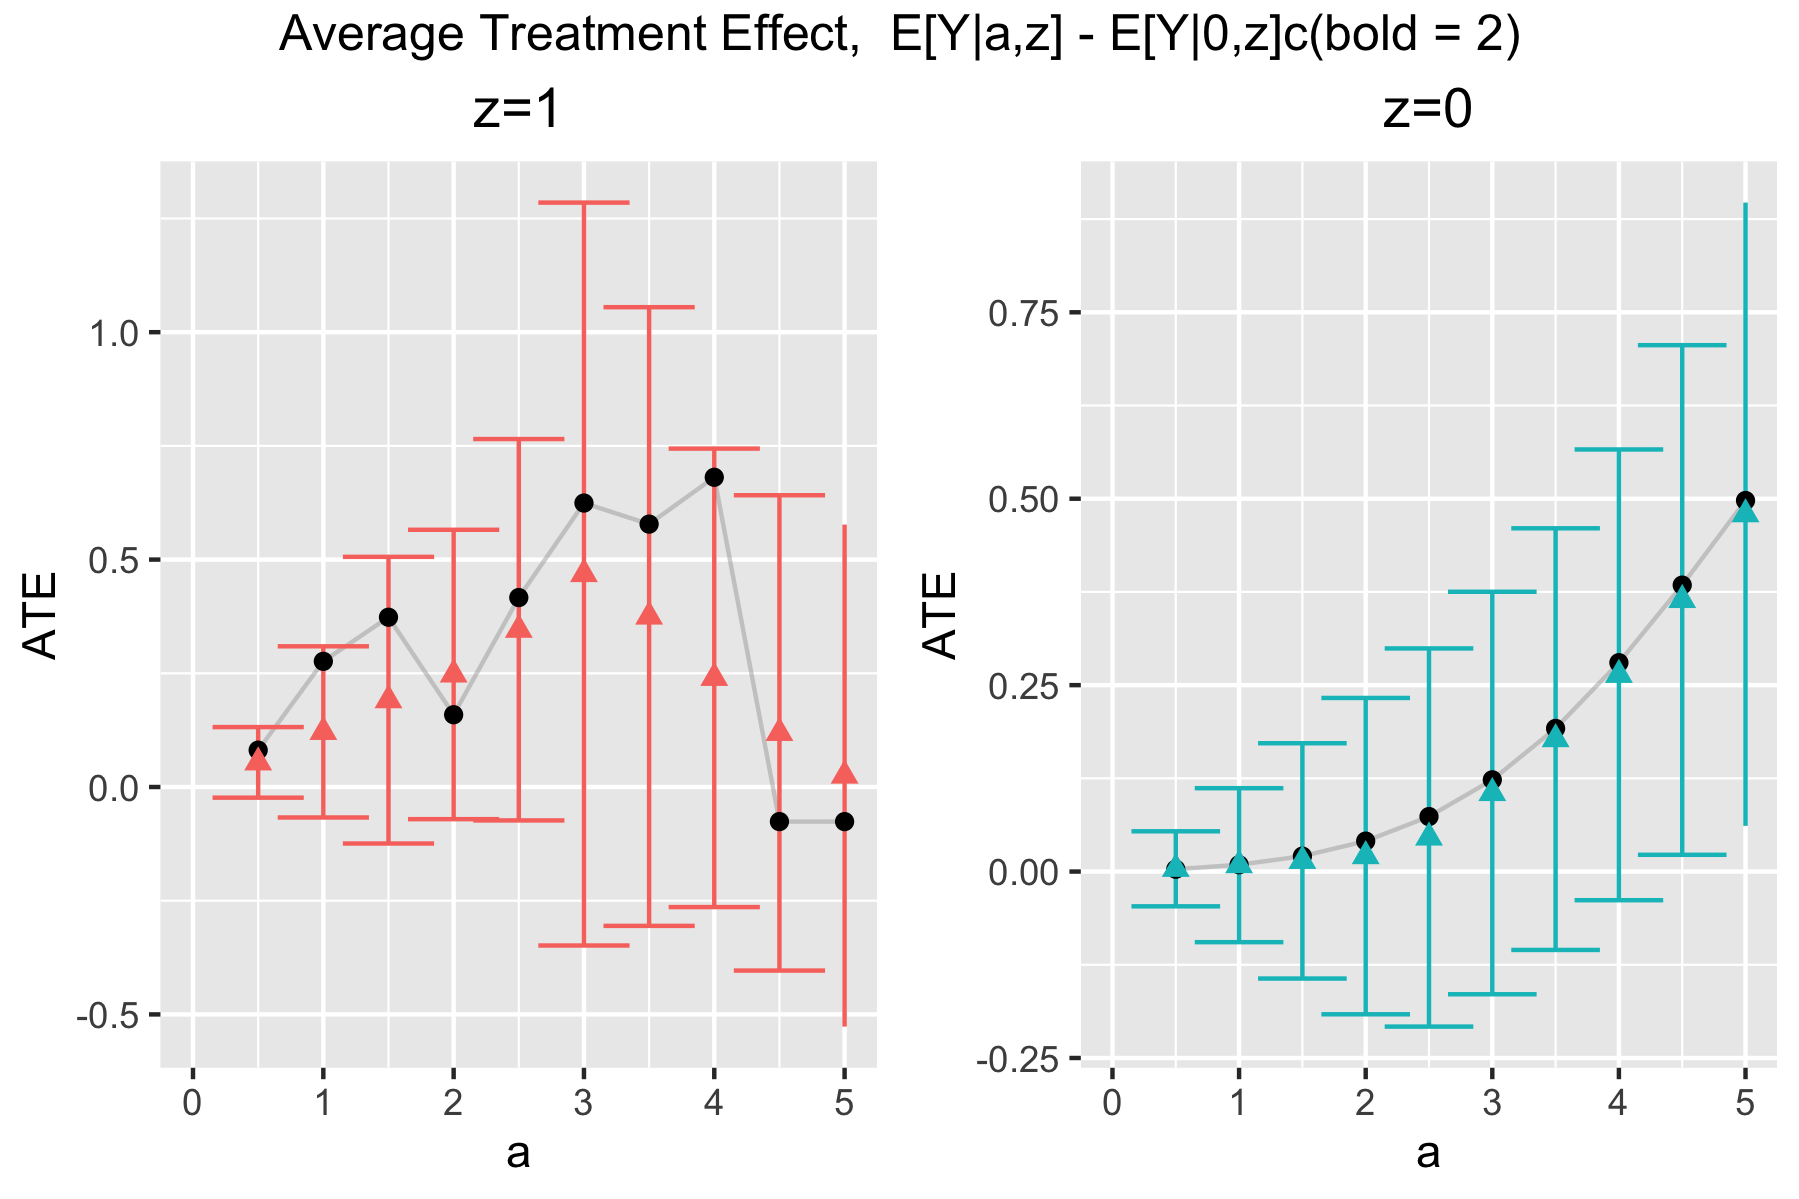 Average Treatment Effect,  E[Y|a,z] - E[Y|0,z]c(bold = 2)
z=1
z=0
ATE
1.0
0.5
0.0
-0.5
0 1 2 3 4 5
a
ATE
0.75
0.50
0.25
0.00
-0.25
0 1 2 3 4 5
a